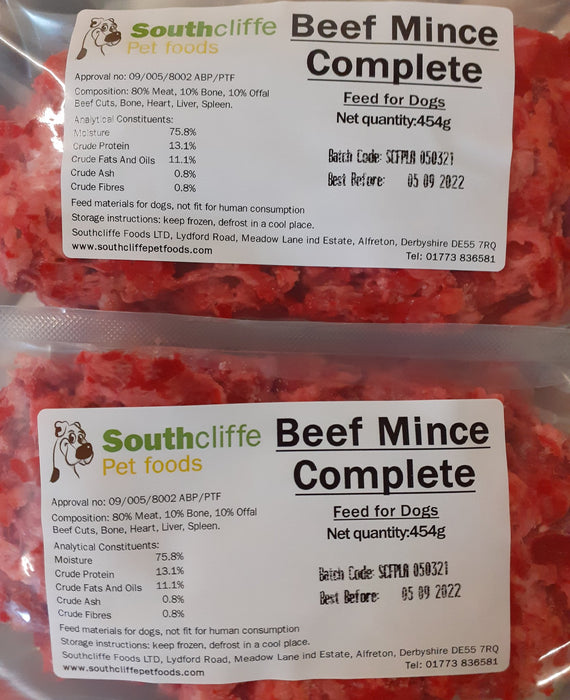 Southcliffe
Pet foods
Beef Mince
Complete
Feed for Dogs
Net quantity:454g
Approval no: 09/005/8002 ABP/PTF
Composition: 80% Meat, 10% Bone, 10% Offal
Beef Cuts, Bone, Heart, Liver, Spleen.
Analytical Constituents:
Moisture 75.8%
Crude Protein 13.1%
Crude Fats And Oils 11.1%
Crude Ash 0.8%
Crude Fibres 0.8%
Batch Code: SCFPLR 050321
Best Before: 05 09 2022
Feed materials for dogs, not fit for human consumption
Storage instructions: keep frozen, defrost in a cool place.
Southcliffe Foods LTD, Lydford Road, Meadow Lane ind Estate, Alfreton, Derbyshire DE55 7RQ
www.southcliffepetfoods.com Tel: 01773 836581
Southcliffe
Pet foods
Beef Mince
Complete
Feed for Dogs
Net quantity:454g
Approval no: 09/005/8002 ABP/PTF
Composition: 80% Meat, 10% Bone, 10% Offal
Beef Cuts, Bone, Heart, Liver, Spleen.
Analytical Constituents:
Moisture 75.8%
Crude Protein 13.1%
Crude Fats And Oils 11.1%
Crude Ash 0.8%
Crude Fibres 0.8%
Batch Code: SCFPLR 050321
Best Before: 05 09 2022
Feed materials for dogs, not fit for human consumption
Storage instructions: keep frozen, defrost in a cool place.
Southcliffe Foods LTD, Lydford Road, Meadow Lane ind Estate, Alfreton, Derbyshire DE55 7RQ
www.southcliffepetfoods.com Tel: 01773 836581